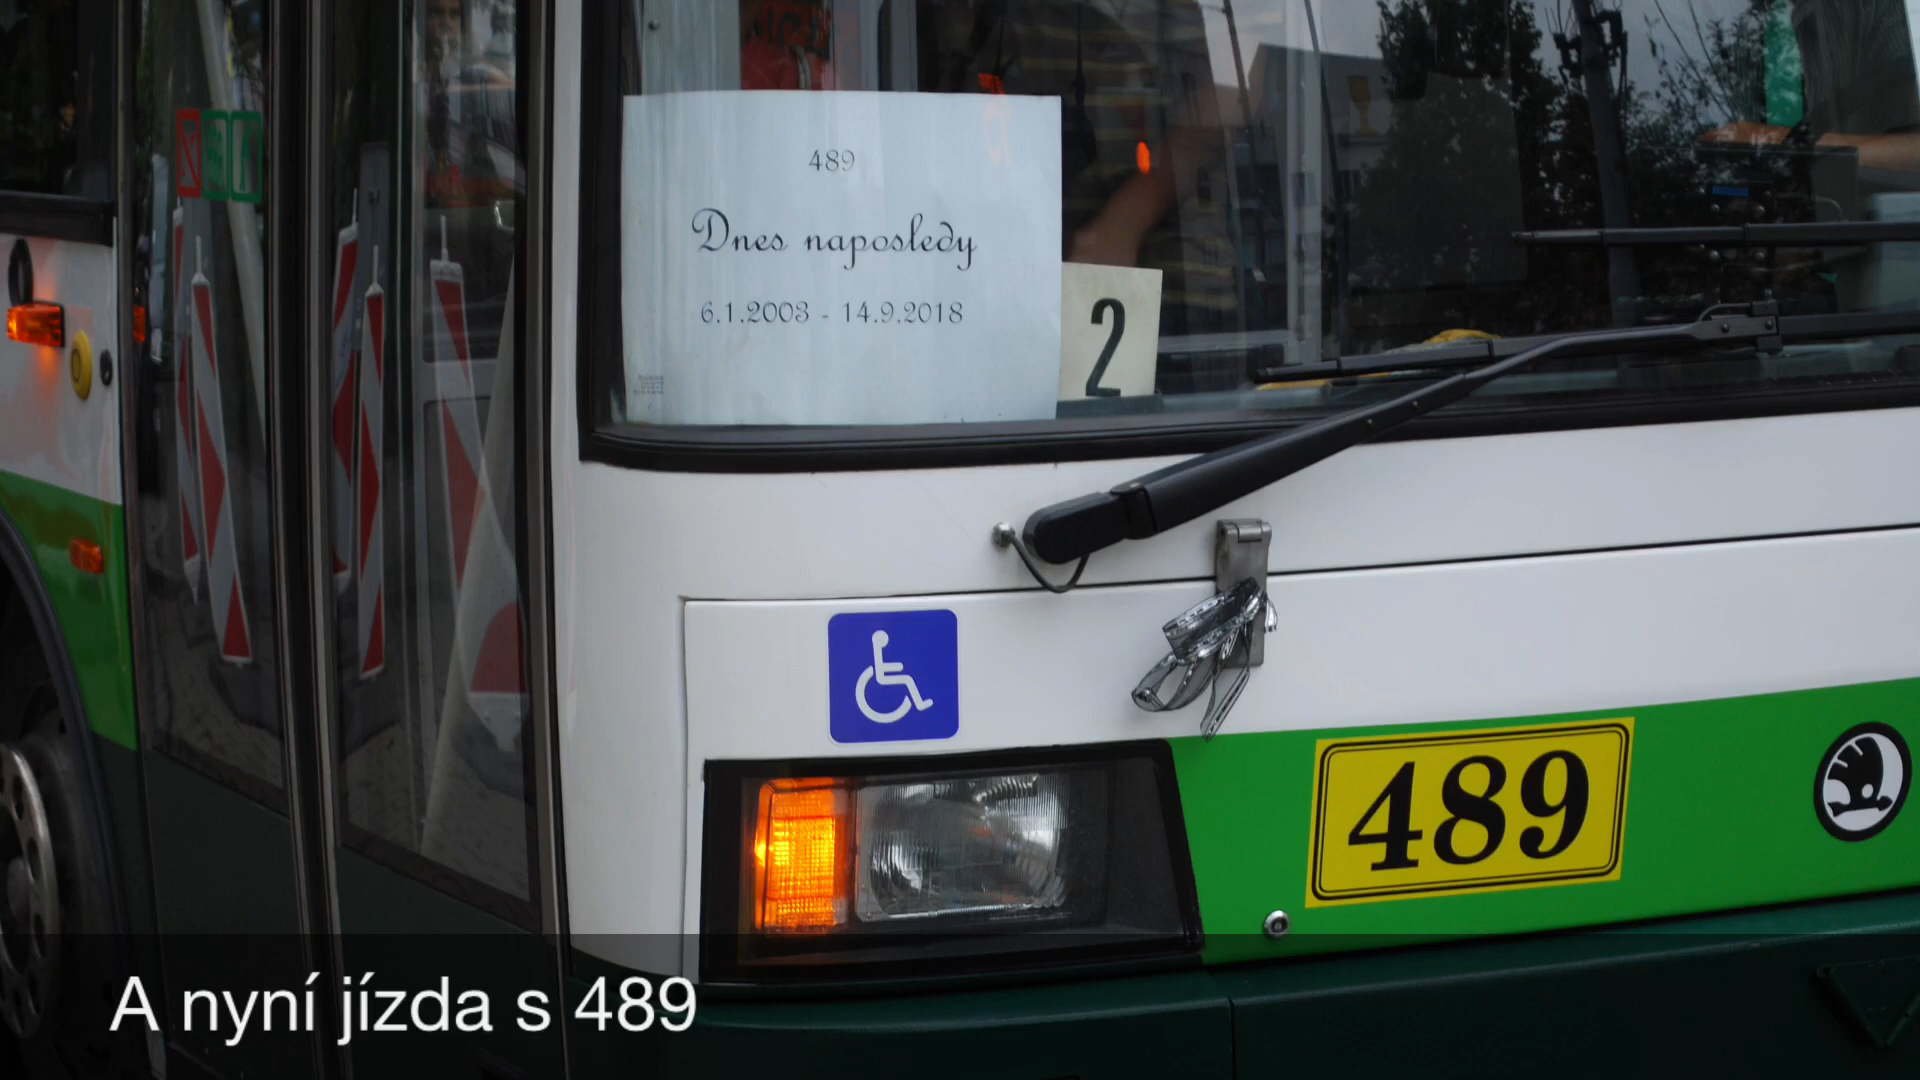 489
Dnes naposledy
6.1.2003 - 14.9.2018
2
489
A nyní jízda s 489